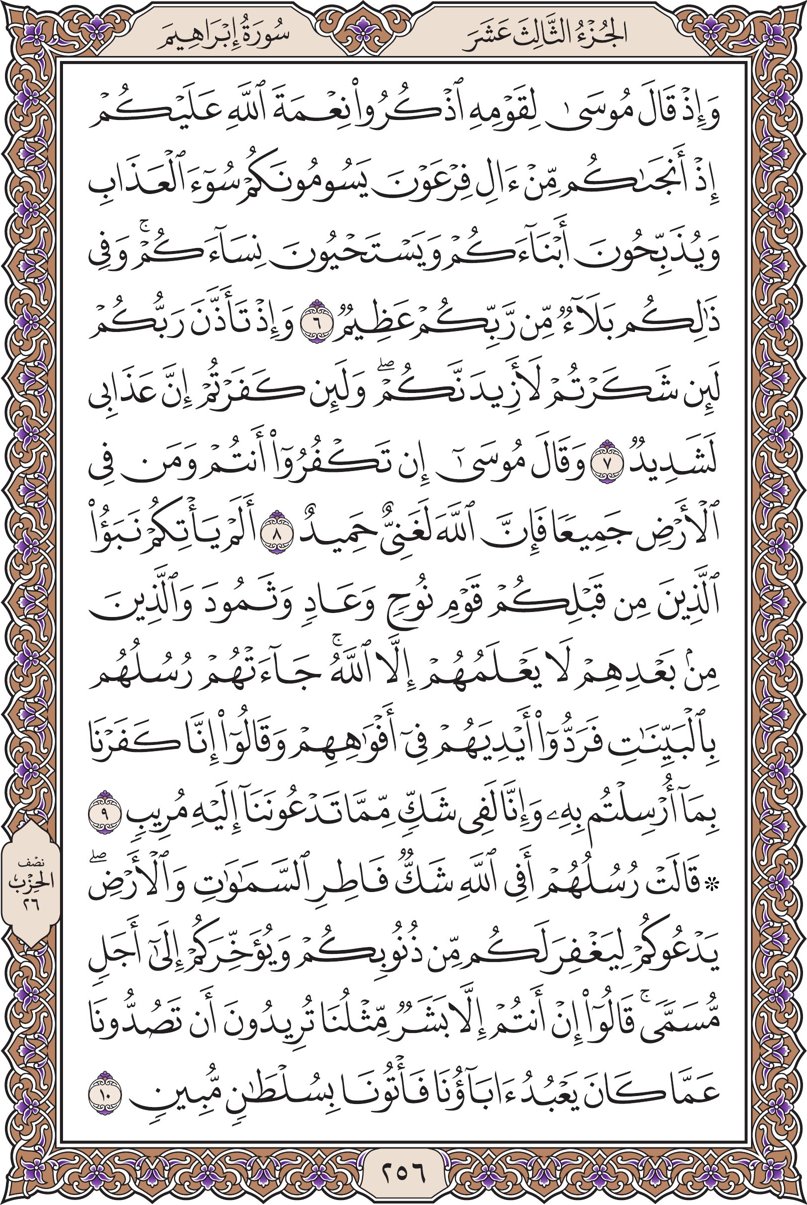 الجُزْءُ الثَّالِثَ عَشَرَ
سُورَةُ إِبْرَاهِيمَ
وَإِذْ قَالَ مُوسَىٰ لِقَوْمِهِ ٱذْكُرُوا۟ نِعْمَةَ ٱللَّهِ عَلَيْكُمْ
إِذْ أَنجَىٰكُم مِّنْ ءَالِ فِرْعَوْنَ يَسُومُونَكُمْ سُوٓءَ ٱلْعَذَابِ
وَيُذَبِّحُونَ أَبْنَآءَكُمْ وَيَسْتَحْيُونَ نِسَآءَكُمْ ۚ وَفِى
ذَٰلِكُم بَلَآءٌ مِّن رَّبِّكُمْ عَظِيمٌ ٦ وَإِذْ تَأَذَّنَ رَبُّكُمْ
لَئِن شَكَرْتُمْ لَأَزِيدَنَّكُمْ ۖ وَلَئِن كَفَرْتُمْ إِنَّ عَذَابِى
لَشَدِيدٌ ٧ وَقَالَ مُوسَىٰٓ إِن تَكْفُرُوٓا۟ أَنتُمْ وَمَن فِى
ٱلْأَرْضِ جَمِيعًا فَإِنَّ ٱللَّهَ لَغَنِىٌّ حَمِيدٌ ٨ أَلَمْ يَأْتِكُمْ نَبَؤُا۟
ٱلَّذِينَ مِن قَبْلِكُمْ قَوْمِ نُوحٍ وَعَادٍ وَثَمُودَ وَٱلَّذِينَ
مِنۢ بَعْدِهِمْ لَا يَعْلَمُهُمْ إِلَّا ٱللَّهُ ۚ جَآءَتْهُمْ رُسُلُهُم
بِٱلْبَيِّنَٰتِ فَرَدُّوٓا۟ أَيْدِيَهُمْ فِىٓ أَفْوَٰهِهِمْ وَقَالُوٓا۟ إِنَّا كَفَرْنَا
بِمَآ أُرْسِلْتُم بِهِۦ وَإِنَّا لَفِى شَكٍّ مِّمَّا تَدْعُونَنَآ إِلَيْهِ مُرِيبٍ ٩
۞ قَالَتْ رُسُلُهُمْ أَفِى ٱللَّهِ شَكٌّ فَاطِرِ ٱلسَّمَٰوَٰتِ وَٱلْأَرْضِ ۖ
يَدْعُوكُمْ لِيَغْفِرَ لَكُم مِّن ذُنُوبِكُمْ وَيُؤَخِّرَكُمْ إِلَىٰٓ أَجَلٍ
مُّسَمًّى ۚ قَالُوٓا۟ إِنْ أَنتُمْ إِلَّا بَشَرٌ مِّثْلُنَا تُرِيدُونَ أَن تَصُدُّونَا
عَمَّا كَانَ يَعْبُدُ ءَابَآؤُنَا فَأْتُونَا بِسُلْطَٰنٍ مُّبِينٍ ١٠
نصف
الحزب
٢٦
٢٥٦